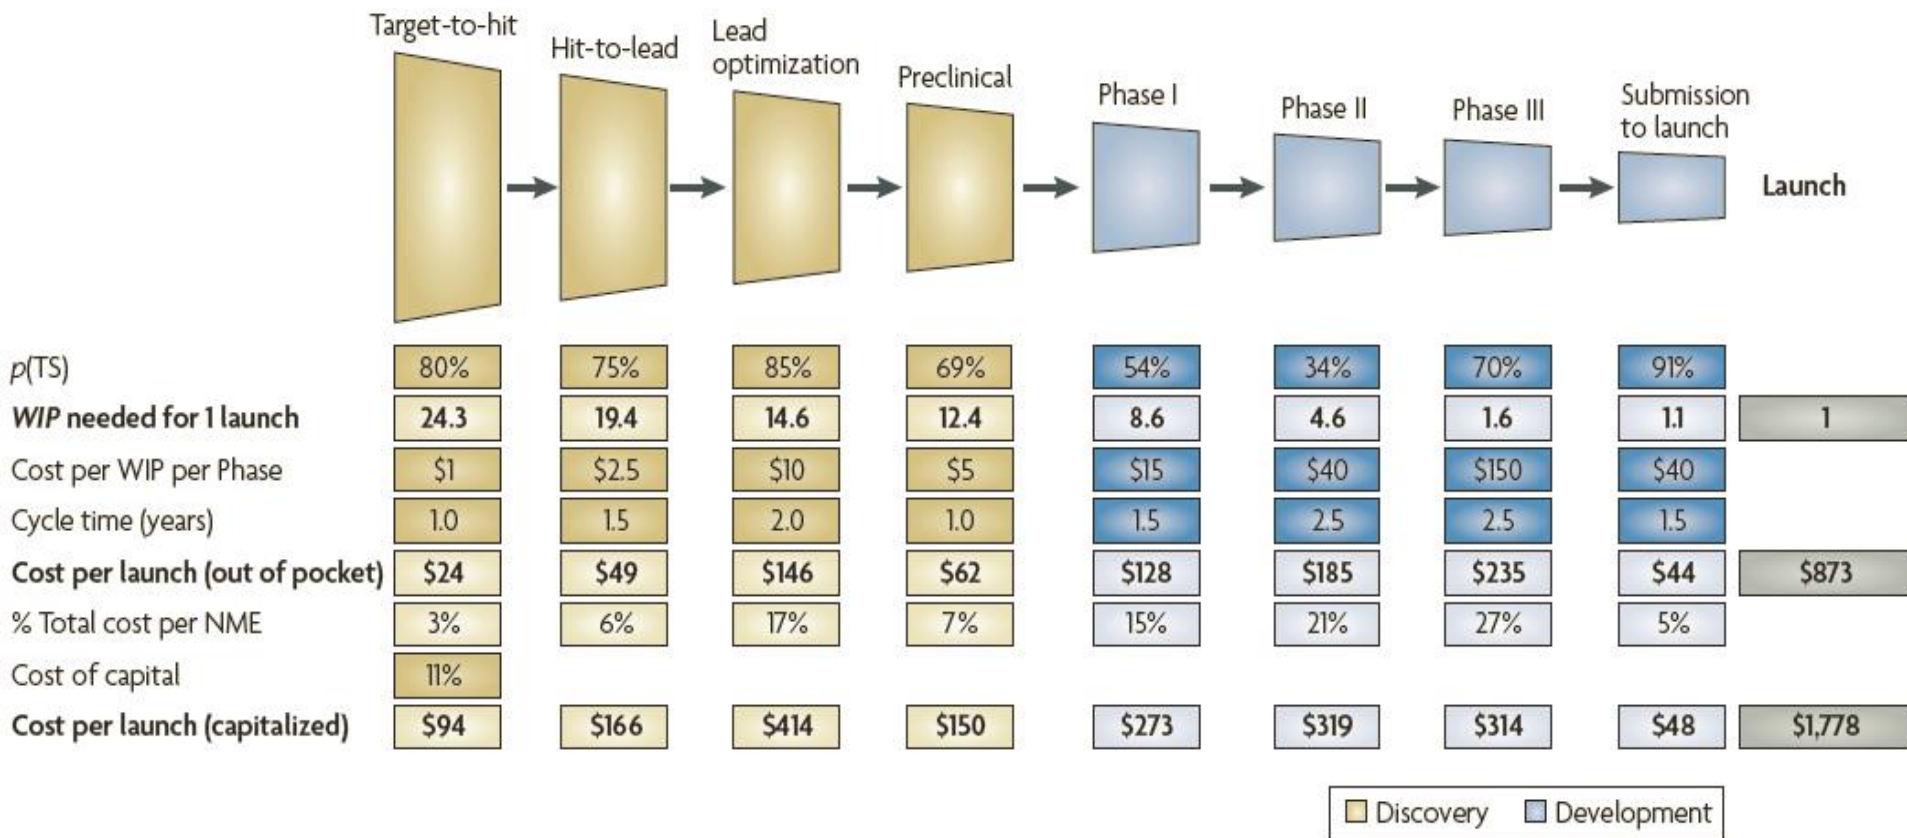 Target-to-hit
Hit-to-lead
Lead
optimization
Preclinical
Phase I
Phase II
Phase III
Submission
to launch
Launch
p(TS) 80% 75% 85% 69% 54% 34% 70% 91%
WIP needed for 1 launch 24.3 19.4 14.6 12.4 8.6 4.6 1.6 1.1 1
Cost per WIP per Phase $1 $2.5 $10 $5 $15 $40 $150 $40
Cycle time (years) 1.0 1.5 2.0 1.0 1.5 2.5 2.5 1.5
Cost per launch (out of pocket) $24 $49 $146 $62 $128 $185 $235 $44 $873
% Total cost per NME 3% 6% 17% 7% 15% 21% 27% 5%
Cost of capital 11%
Cost per launch (capitalized) $94 $166 $414 $150 $273 $319 $314 $48 $1,778
Discovery Development